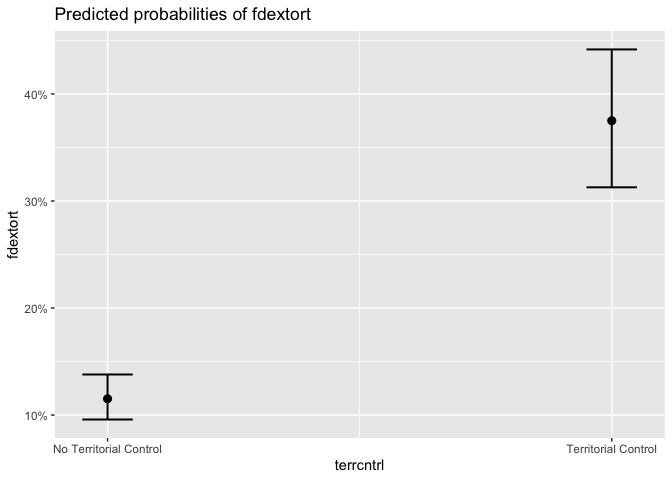 Predicted probabilities of fdextort
40%
30%
20%
10%
fdextort
No Territorial Control
Territorial Control
terrcntrl